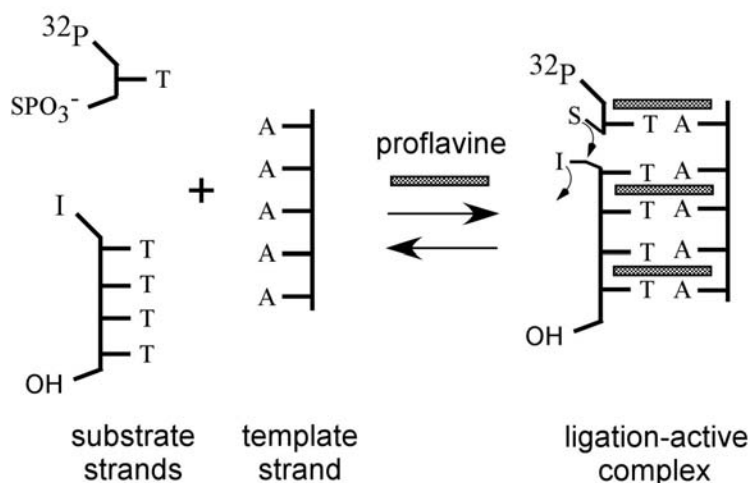 32P
T
SPO3-
I
T
T
T
T
OH
+
A
A
A
A
A
proflavine
32P
S
T A
I
T A
T A
T A
T A
OH
substrate
strands
template
strand
ligation-active
complex